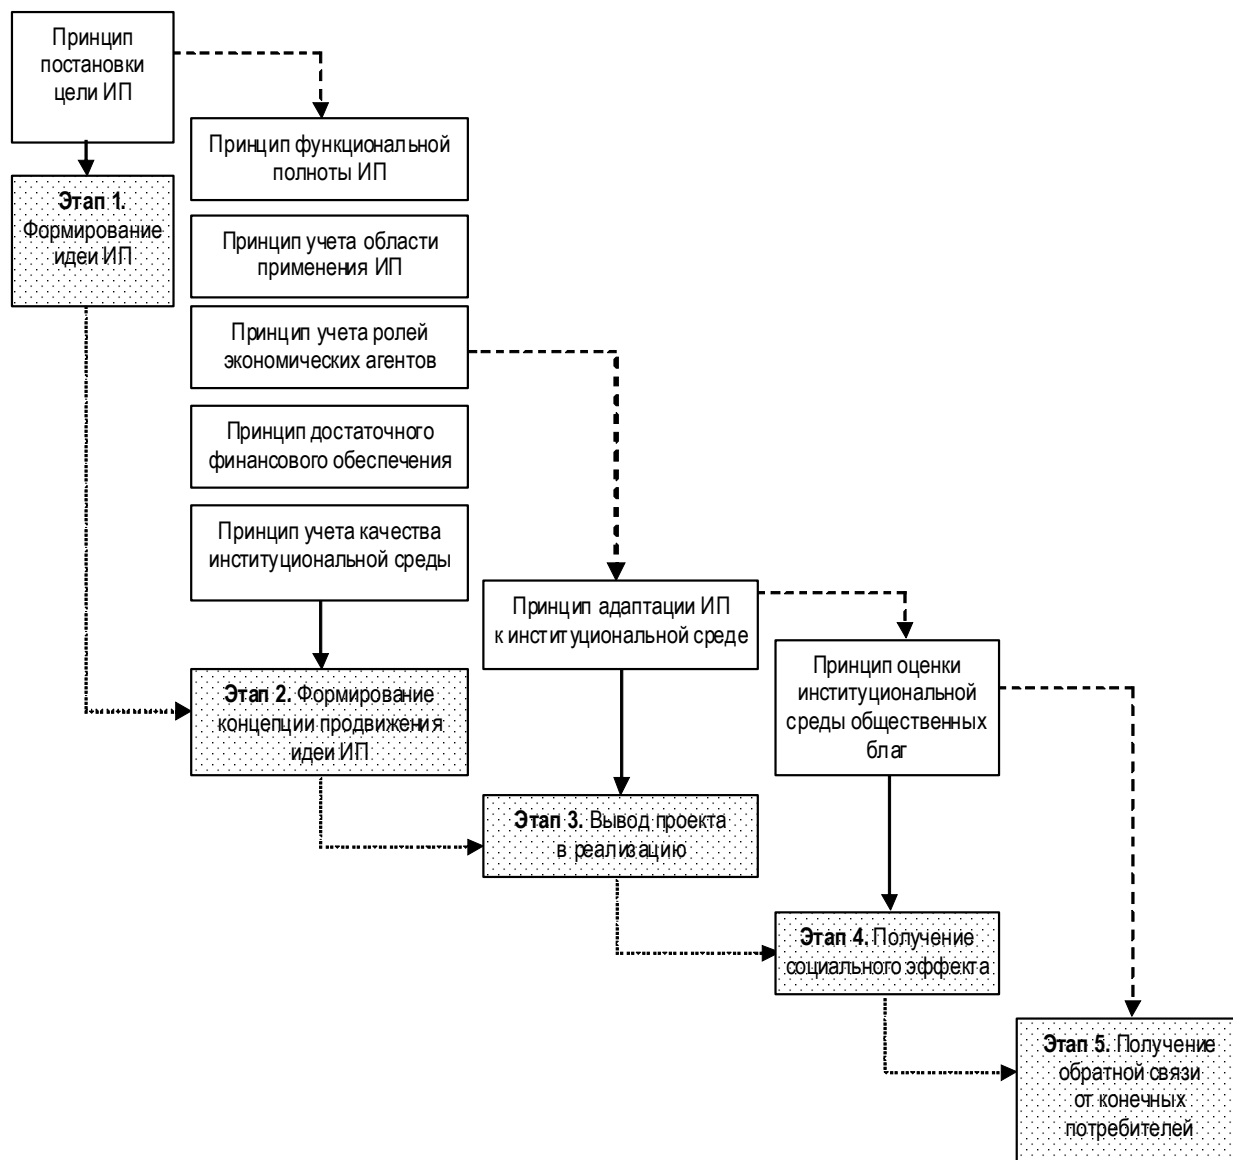 Принцип
постановки
цели ИП
Принцип функциональной
полноты ИП
Этап 1.
Формирование
идеи ИП
Принцип учета области
применения ИП
Принцип учета ролей
экономических агентов
Принцип достаточного
финансового обеспечения
Принцип учета качества
институциональной среды
Принцип адаптации ИП
к институциональной среде
Принцип оценки
институциональной
среды общественных
благ
Этап 2. Формирование
концепции продвижения
идеи ИП
Этап 3. Вывод проекта
в реализацию
Этап 4. Получение
социального эффекта
Этап 5. Получение
обратной связи
от конечных
потребителей